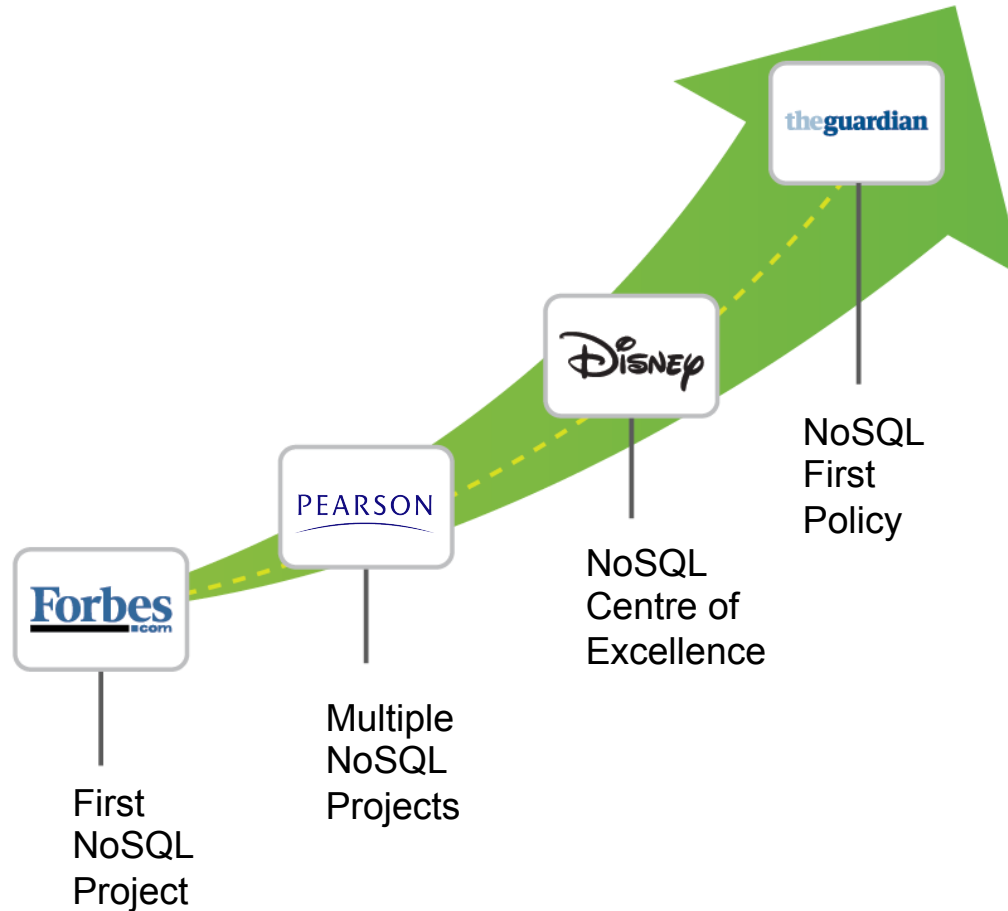 theguardian
Disney
NoSQL
First
Policy
PEARSON
NoSQL
Centre of
Excellence
Forbes
.com
Multiple
NoSQL
Projects
First
NoSQL
Project